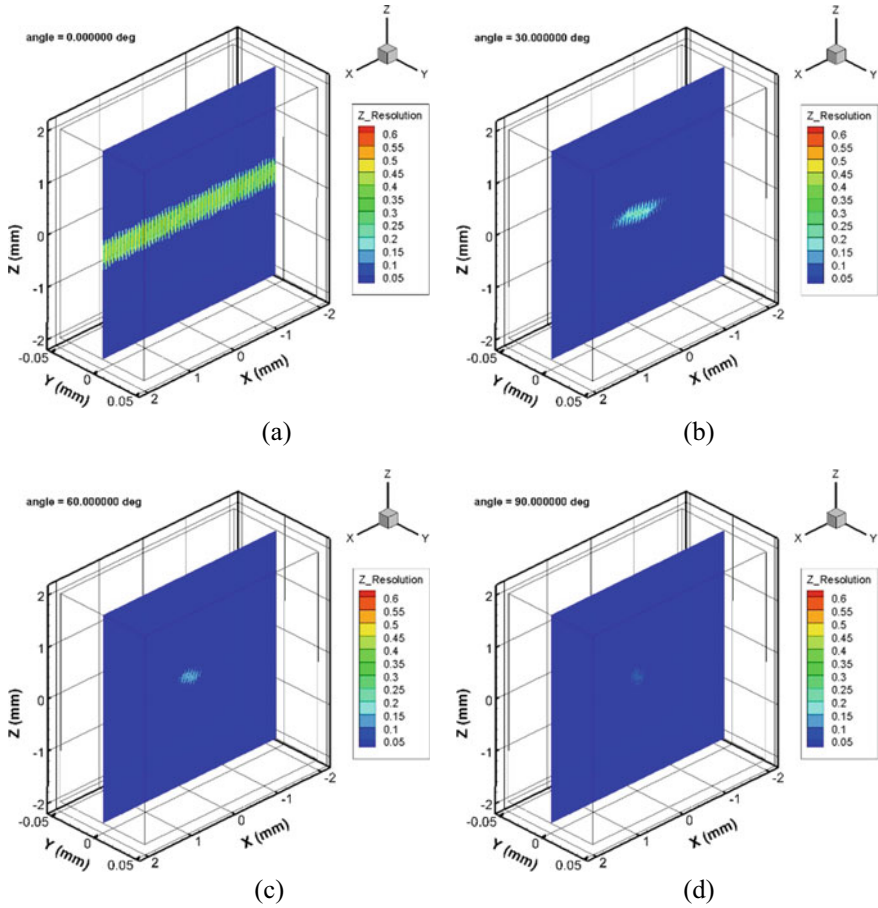 angle = 0.000000 deg
Z
X
Y
Z_Resolution
0.6
0.55
0.5
0.45
0.4
0.35
0.3
0.25
0.2
0.15
0.1
0.05
2
1
0
-1
-2
Z (mm)
-0.05
0
0.05
Y (mm)
2
1
0
-1
-2
X (mm)
(a)
angle = 30.000000 deg
Z
X
Y
Z_Resolution
0.6
0.55
0.5
0.45
0.4
0.35
0.3
0.25
0.2
0.15
0.1
0.05
2
1
0
-1
-2
Z (mm)
-0.05
0
0.05
Y (mm)
2
1
0
-1
-2
X (mm)
(b)
angle = 60.000000 deg
Z
X
Y
Z_Resolution
0.6
0.55
0.5
0.45
0.4
0.35
0.3
0.25
0.2
0.15
0.1
0.05
2
1
0
-1
-2
Z (mm)
-0.05
0
0.05
Y (mm)
2
1
0
-1
-2
X (mm)
(c)
angle = 90.000000 deg
Z
X
Y
Z_Resolution
0.6
0.55
0.5
0.45
0.4
0.35
0.3
0.25
0.2
0.15
0.1
0.05
2
1
0
-1
-2
Z (mm)
-0.05
0
0.05
Y (mm)
2
1
0
-1
-2
X (mm)
(d)